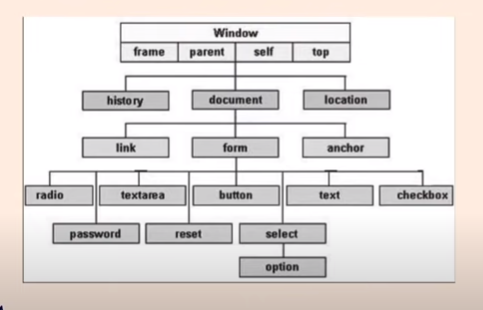 Window
frame parent self top
history document location
link form anchor
radio textarea button text checkbox
password reset select
option